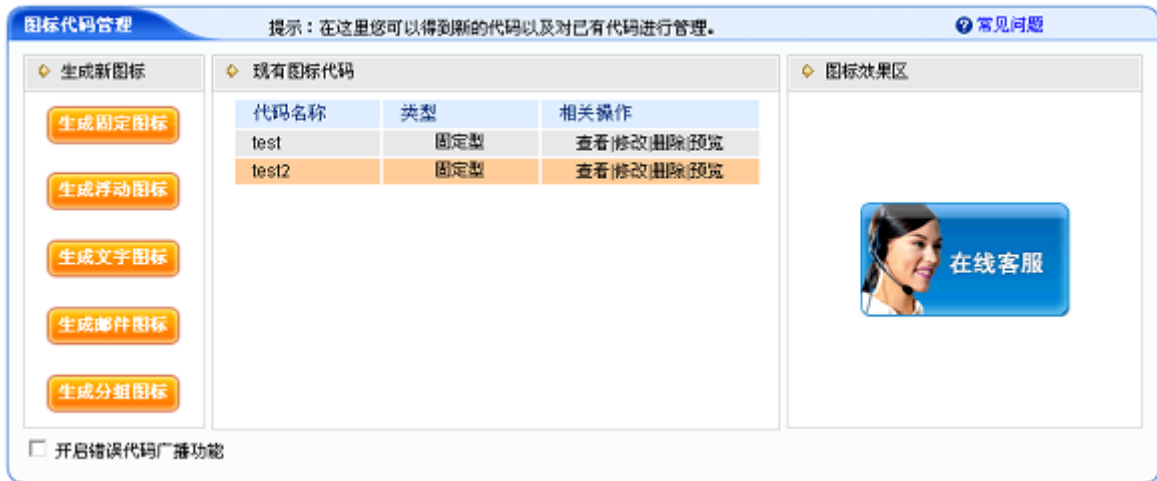 图标代码管理 提示：在这里您可以得到新的代码以及对已有代码进行管理。 常见问题
生成新图标
生成固定图标
生成浮动图标
生成文字图标
生成邮件图标
生成分组图标
现有图标代码
代码名称 类型 相关操作
test 固定型 查看|修改|删除|预览
test2 固定型 查看|修改|删除|预览
图标效果区
在线客服
开启错误代码广播功能